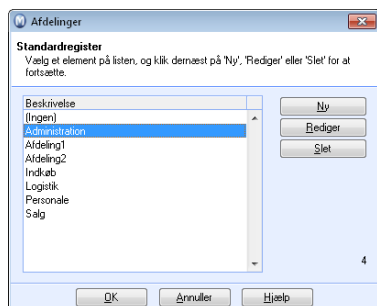 Afdelinger
Standardregister
Vælg et element på listen, og klik dernæst på 'Ny', 'Rediger' eller 'Slet' for at
fortsætte.
Beskrivelse
(Ingen)
Administration
Afdeling1
Afdeling2
Indkøb
Logistik
Personale
Salg
Ny
Rediger
Slet
4
OK
Annuller
Hjælp